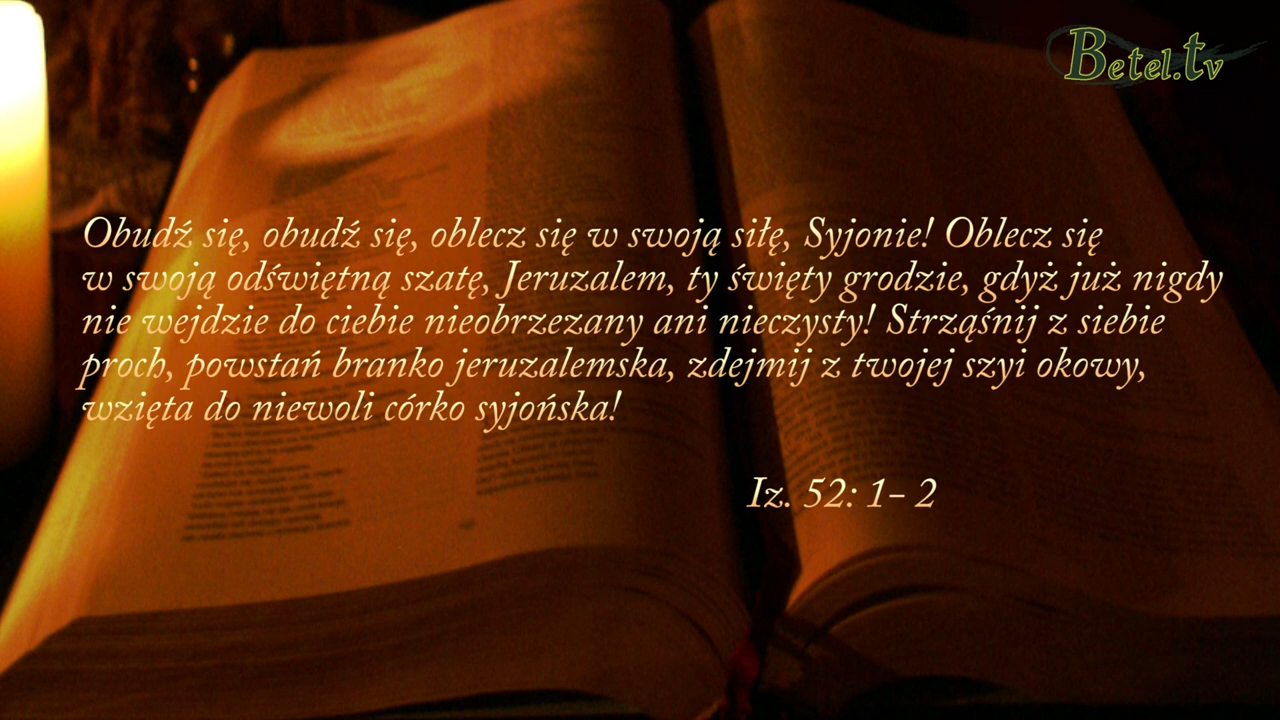 Betel.tv
Obudź się, obudź się, oblecz się w swoją siłę, Syjonie! Oblecz się
w swoją odświętną szatę, Jeruzalem, ty święty grodzie, gdyż już nigdy
nie wejdzie do ciebie nieobrzezany ani nieczysty! Strząśnij z siebie
proch, powstań branko jeruzalemska, zdejmij z twojej szyi okowy,
wzięta do niewoli córko syjońska!
Iz. 52: 1- 2